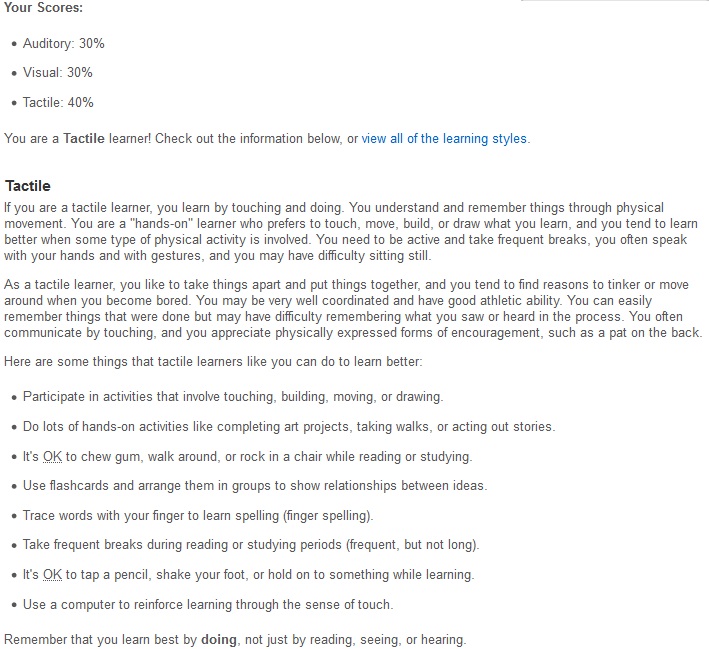 Your Scores:
• Auditory: 30%
• Visual: 30%
• Tactile: 40%
You are a Tactile learner! Check out the information below, or view all of the learning styles.
Tactile
If you are a tactile learner, you learn by touching and doing. You understand and remember things through physical
movement. You are a "hands-on" learner who prefers to touch, move, build, or draw what you learn, and you tend to learn
better when some type of physical activity is involved. You need to be active and take frequent breaks, you often speak
with your hands and with gestures, and you may have difficulty sitting still.
As a tactile learner, you like to take things apart and put things together, and you tend to find reasons to tinker or move
around when you become bored. You may be very well coordinated and have good athletic ability. You can easily
remember things that were done but may have difficulty remembering what you saw or heard in the process. You often
communicate by touching, and you appreciate physically expressed forms of encouragement, such as a pat on the back.
Here are some things that tactile learners like you can do to learn better:
• Participate in activities that involve touching, building, moving, or drawing.
• Do lots of hands-on activities like completing art projects, taking walks, or acting out stories.
• It's OK to chew gum, walk around, or rock in a chair while reading or studying.
• Use flashcards and arrange them in groups to show relationships between ideas.
• Trace words with your finger to learn spelling (finger spelling).
• Take frequent breaks during reading or studying periods (frequent, but not long).
• It's OK to tap a pencil, shake your foot, or hold on to something while learning.
• Use a computer to reinforce learning through the sense of touch.
Remember that you learn best by doing, not just by reading, seeing, or hearing.